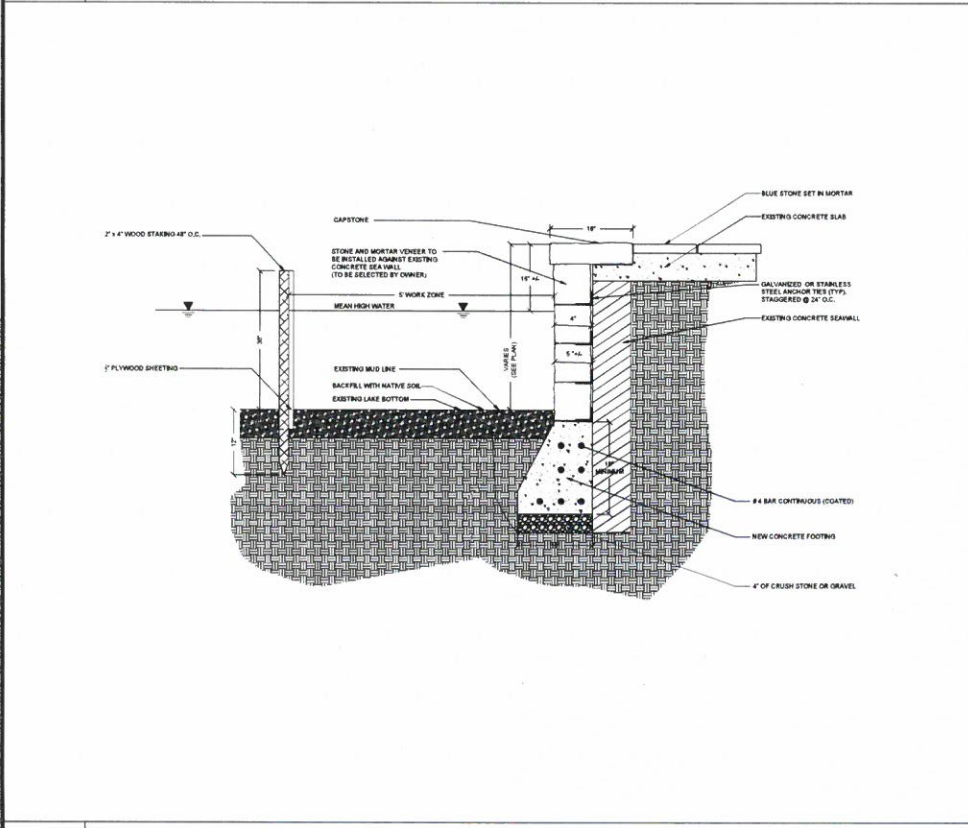 BLUE STONE SET IN MORTAR
CAPSTONE
16"
EXISTING CONCRETE SLAB
2" x 4" WOOD STAKING 48" O.C.
STONE AND MORTAR VENEER TO
BE INSTALLED AGAINST EXISTING
CONCRETE SEA WALL
(TO BE SELECTED BY OWNER)
16" +/-
GALVANIZED OR STAINLESS
STEEL ANCHOR TIES (TYP).
STAGGERED @ 24" O.C.
5' WORK ZONE
MEAN HIGH WATER
4"
EXISTING CONCRETE SEAWALL
VARIES
(SEE PLAN)
5 "+/-
PLYWOOD SHEETING
EXISTING MUD LINE
BACKFILL WITH NATIVE SOIL
EXISTING LAKE BOTTOM
12"
MINIMUM
#4 BAR CONTINUOUS (COATED)
NEW CONCRETE FOOTING
4" OF CRUSH STONE OR GRAVEL